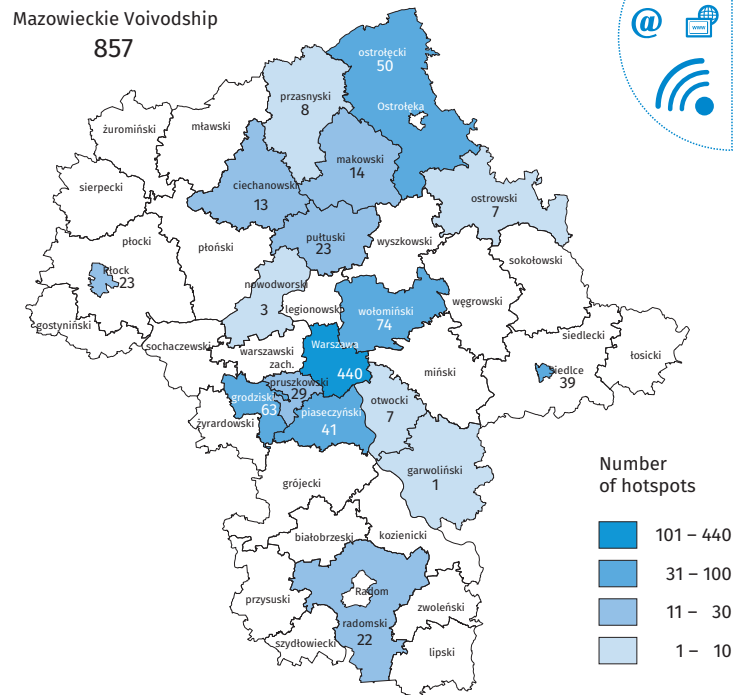 Mazowieckie Voivodship
857
@
www
ostrołęcki
50
Ostrołęka
przasnyski
8
mławski
żuromiński
makowski
14
ciechanowski
13
sierpecki
ostrowski
7
pułtuski
23
wyszkowski
płocki
płoński
sokołowski
Płock
23
nowodworski
3
legionowski
wołomiński
74
węgrowski
gostyniński
sochaczewski
siedlecki
łosicki
Warszawa
440
warszawski
zach.
miński
Siedlce
39
pruszkowski
29
grodziski
63
otwocki
7
piaseczyński
41
żyrardowski
garwoliński
1
grójecki
białobrzeski
kozienicki
Radom
przysuski
zwoleński
radomski
22
szydłowiecki
lipski
Number
of hotspots
101 – 440
31 – 100
11 – 30
1 – 10